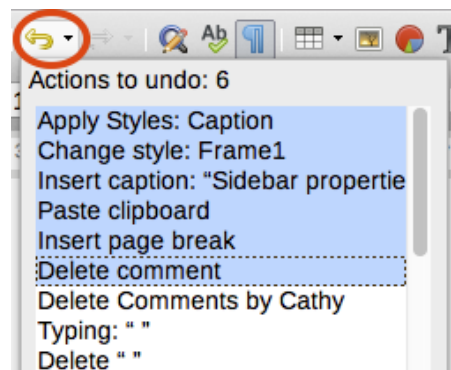 Actions to undo: 6
Apply Styles: Caption
Change style: Frame1
Insert caption: “Sidebar propertie
Paste clipboard
Insert page break
Delete comment
Delete Comments by Cathy
Typing: “ ”
Delete “ ”